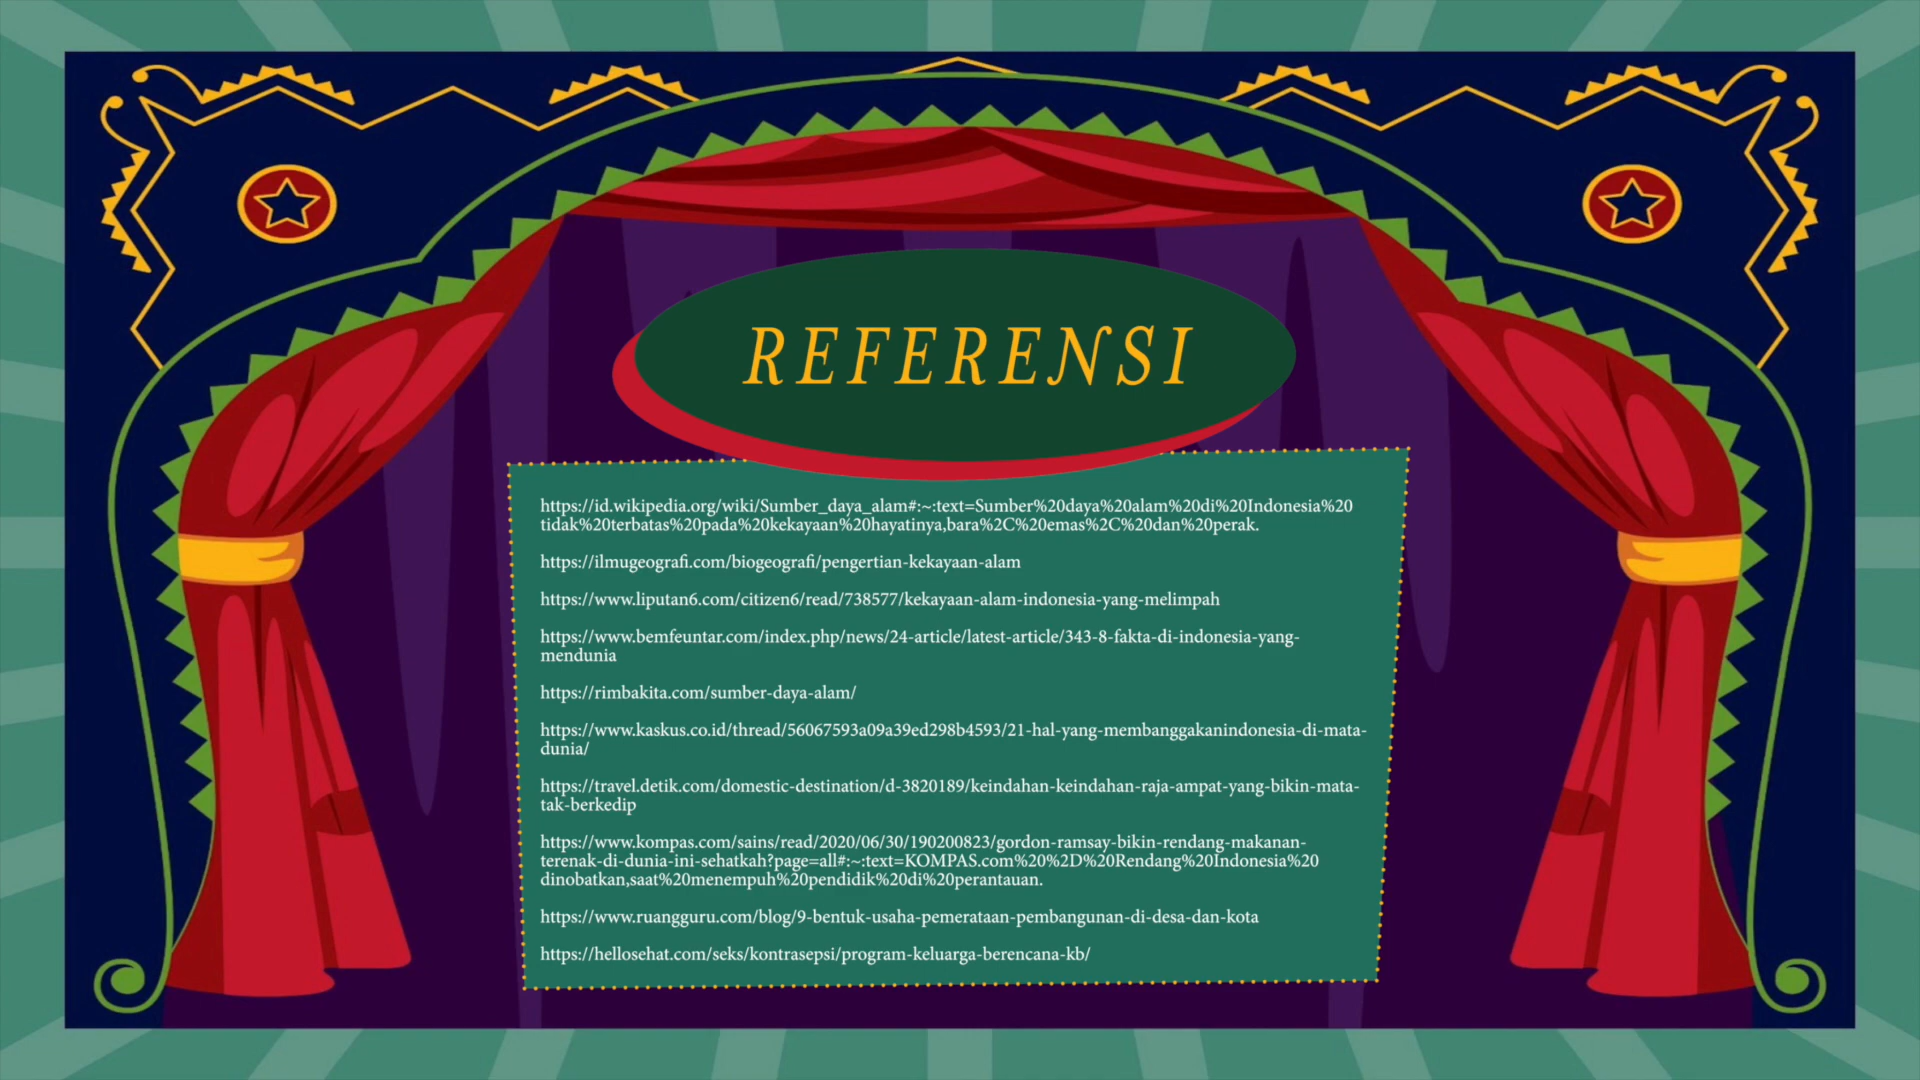 REFERENSI
https://id.wikipedia.org/wiki/Sumber_daya_alam#:~:text=Sumber%20daya%20alam%20di%20Indonesia%20
tidak%20terbatas%20pada%20kekayaan%20hayatinya,bara%2C%20emas%2C%20dan%20perak.
https://ilmugeografi.com/biogeografi/pengertian-kekayaan-alam
https://www.liputan6.com/citizen6/read/738577/kekayaan-alam-indonesia-yang-melimpah
https://www.bemfeuntar.com/index.php/news/24-article/latest-article/343-8-fakta-di-indonesia-yang-
mendunia
https://rimbakita.com/sumber-daya-alam/
https://www.kaskus.co.id/thread/56067593a09a39ed298b4593/21-hal-yang-membanggakanindonesia-di-mata-
dunia/
https://travel.detik.com/domestic-destination/d-3820189/keindahan-keindahan-raja-ampat-yang-bikin-mata-
tak-berkedip
https://www.kompas.com/sains/read/2020/06/30/190200823/gordon-ramsay-bikin-rendang-makanan-
terenak-di-dunia-ini-sehatkah?page=all#:~:text=KOMPAS.com%20%2D%20Rendang%20Indonesia%20
dinobatkan,saat%20menempuh%20pendidik%20di%20perantauan.
https://www.ruangguru.com/blog/9-bentuk-usaha-pemerataan-pembangunan-di-desa-dan-kota
https://hellosehat.com/seks/kontrasepsi/program-keluarga-berencana-kb/